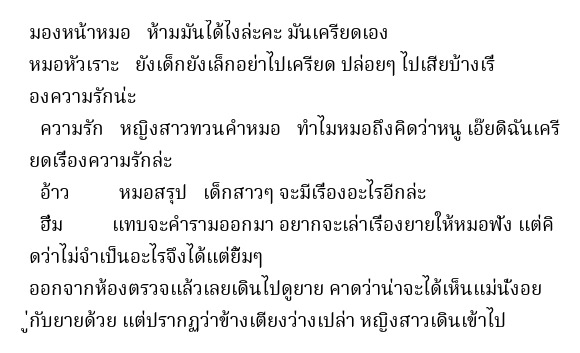 มองหน้าหมอ ห้ามมันได้ไงล่ะคะ มันเครียดเอง
หมอหัวเราะ ยังเด็กยังเล็กอย่าไปเครียด ปล่อยๆ ไปเสียบ้างเรื่
องความรักน่ะ
ความรัก หญิงสาวทวนคำหมอ ทำไมหมอถึงคิดว่าหนู เอ๊ยดิฉันเครี
ยดเรื่องความรักล่ะ
อ้าว หมอสรุป เด็กสาวๆ จะมีเรื่องอะไรอีกล่ะ
ฮึ่ม แทบจะคำรามออกมา อยากจะเล่าเรื่องยายให้หมอฟัง แต่คิ
ดว่าไม่จำเป็นอะไรจึงได้แต่ยิ้มๆ
ออกจากห้องตรวจแล้วเลยเดินไปดูยาย คาดว่าน่าจะได้เห็นแม่นั่งอย
ู่กับยายด้วย แต่ปรากฏว่าข้างเตียงว่างเปล่า หญิงสาวเดินเข้าไป